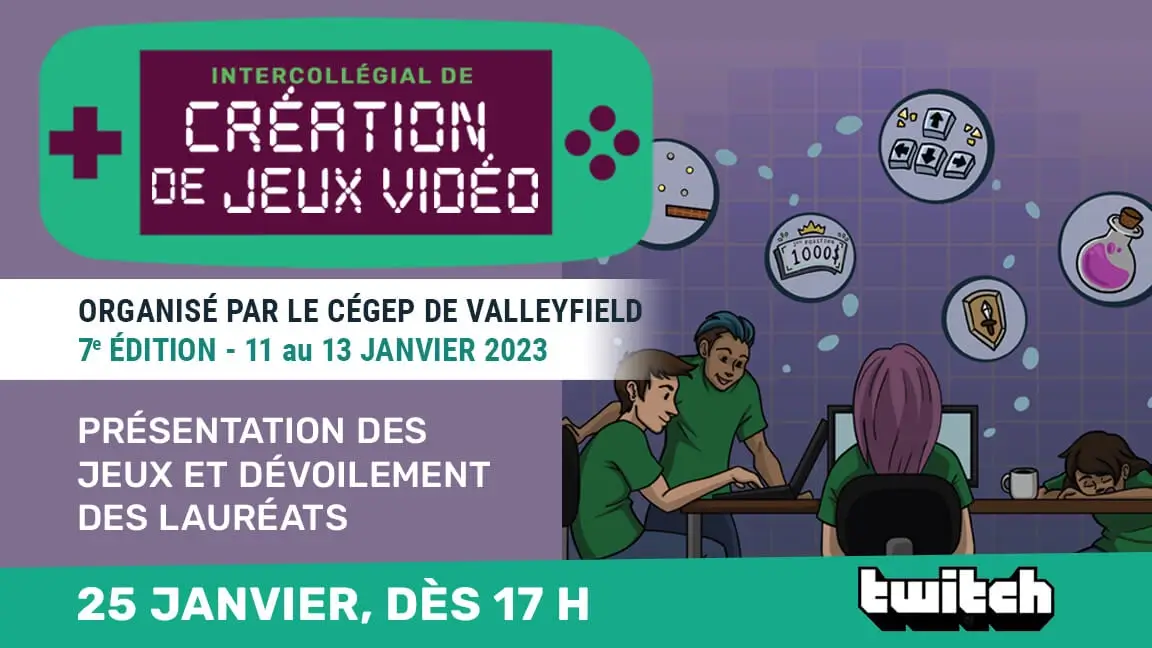 INTERCOLLÉGIAL DE
CRÉATION
DE JEUX VIDÉO
ORGANISÉ PAR LE CÉGEP DE VALLEYFIELD
7e ÉDITION - 11 au 13 JANVIER 2023
PRÉSENTATION DES
JEUX ET DÉVOILEMENT
DES LAURÉATS
25 JANVIER, DÈS 17 H
twitch
1000$